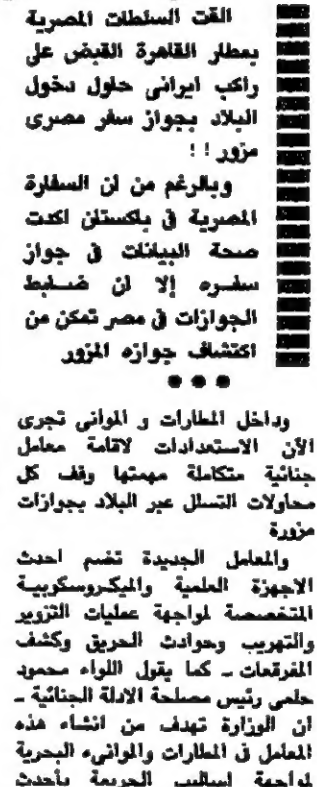 القت السلطات المصرية
بمطار القاهرة القبض على
راكب ايرانى حاول دخول
البلاد بجواز سفر مصرى
مزور ! !
وبالرغم من ان السفارة
المصرية فى باكستان اكدت
صحة البيانات فى جواز
سفره إلا ان ضابط
الجوازات فى مصر تمكن من
اكتشاف جوازه المزور
● ● ●
وداخل المطارات و الموانى تجرى
الآن الاستعدادات لاقامة معامل
جنائية متكاملة مهمتها وقف كل
محاولات التسلل عبر البلاد بجوازات
مزورة
والمعامل الجديدة تضم احدث
الاجهزة العلمية والميكروسكوبية
المتخصصة لمواجهة عمليات التزوير
والتهريب وحوادث الحريق وكشف
المفرقعات ــ كما يقول اللواء محمود
حلمى رئيس مصلحة الادلة الجنائية ــ
ان الوزارة تهدف من انشاء هذه
المعامل فى المطارات والموانىء البحرية
لمواجهة اساليب الجريمة بأحدث